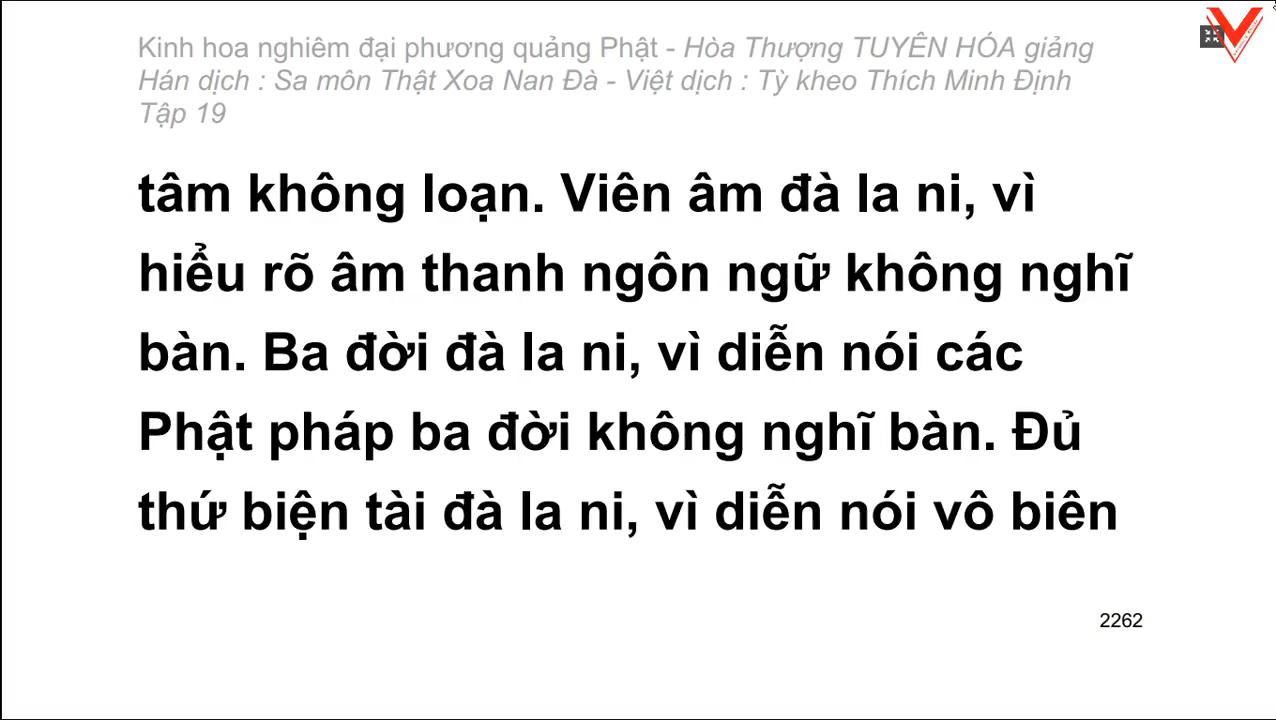 Kinh hoa nghiêm đại phương quảng Phật - Hòa Thượng TUYÊN HÓA giảng
Hán dịch : Sa môn Thật Xoa Nan Đà - Việt dịch : Tỳ kheo Thích Minh Định
Tập 19
tâm không loạn. Viên âm đà la ni, vì
hiểu rõ âm thanh ngôn ngữ không nghĩ
bàn. Ba đời đà la ni, vì diễn nói các
Phật pháp ba đời không nghĩ bàn. Đủ
thứ biện tài đà la ni, vì diễn nói vô biên
2262